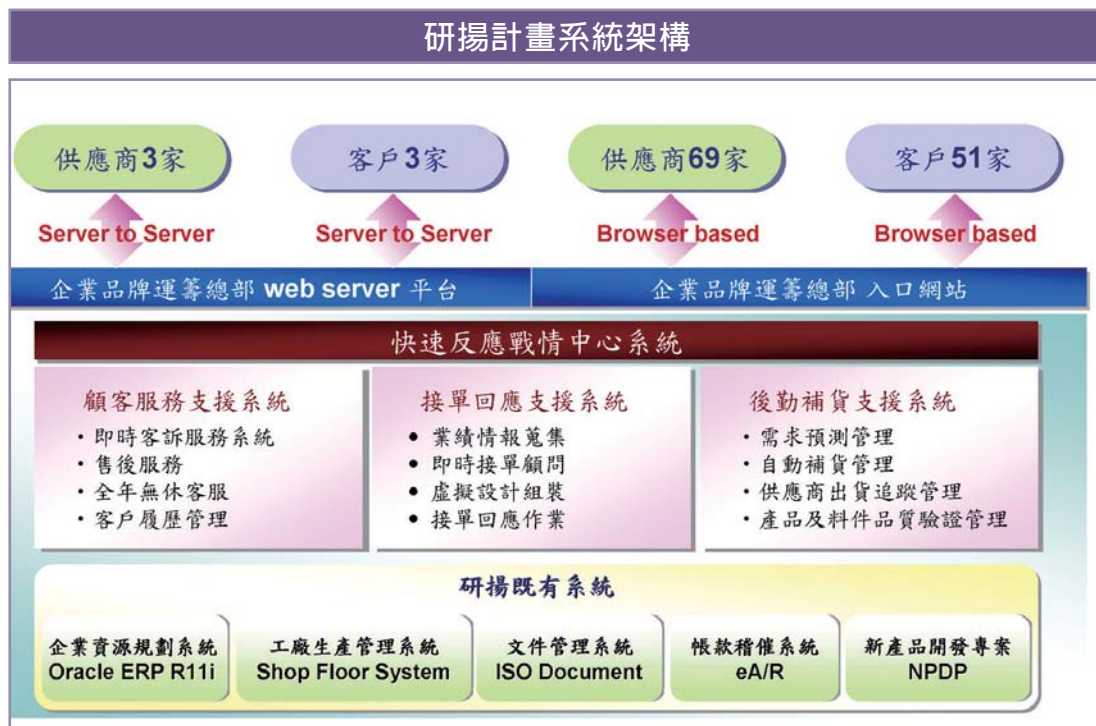 研揚計畫系統架構
供應商3家
客戶3家
供應商69家
客戶51家
Server to Server
Server to Server
Browser based
Browser based
企業品牌運籌總部 web server 平台
企業品牌運籌總部 入口網站
快速反應戰情中心系統
顧客服務支援系統
・即時客訴服務系統
・售後服務
・全年無休客服
・客戶履歷管理
接單回應支援系統
• 業績情報蒐集
• 即時接單顧問
• 虛擬設計組裝
• 接單回應作業
後勤補貨支援系統
・需求預測管理
・自動補貨管理
・供應商出貨追蹤管理
・產品及料件品質驗證管理
研揚既有系統
企業資源規劃系統
Oracle ERP R11i
工廠生產管理系統
Shop Floor System
文件管理系統
ISO Document
帳款稽催系統
eA/R
新產品開發專案
NPDP